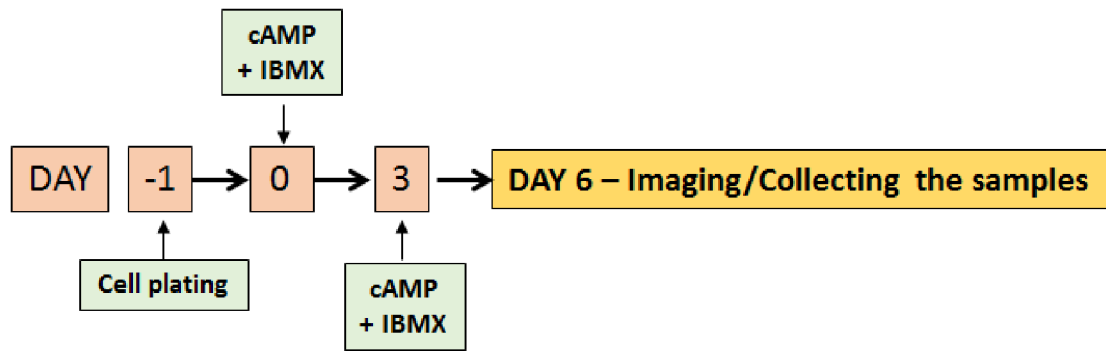 cAMP
+ IBMX
DAY -1 0 3 DAY 6 – Imaging/Collecting the samples
Cell plating
cAMP
+ IBMX